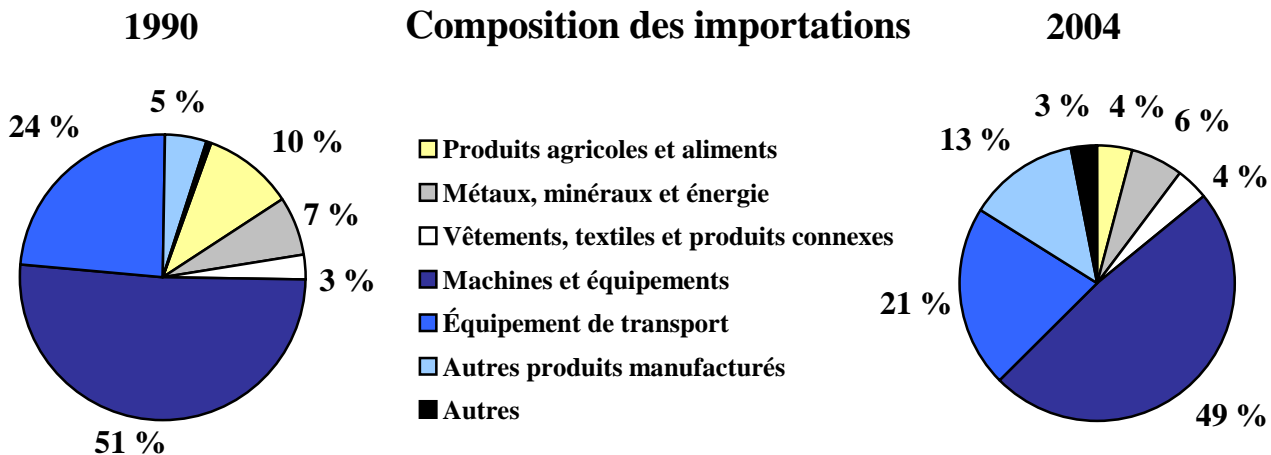 1990
Composition des importations
2004
5 %
24 %
10 %
7 %
3 %
51 %
Produits agricoles et aliments
Métaux, minéraux et énergie
Vêtements, textiles et produits connexes
Machines et équipements
Équipement de transport
Autres produits manufacturés
Autres
3 %
4 %
6 %
13 %
4 %
21 %
49 %